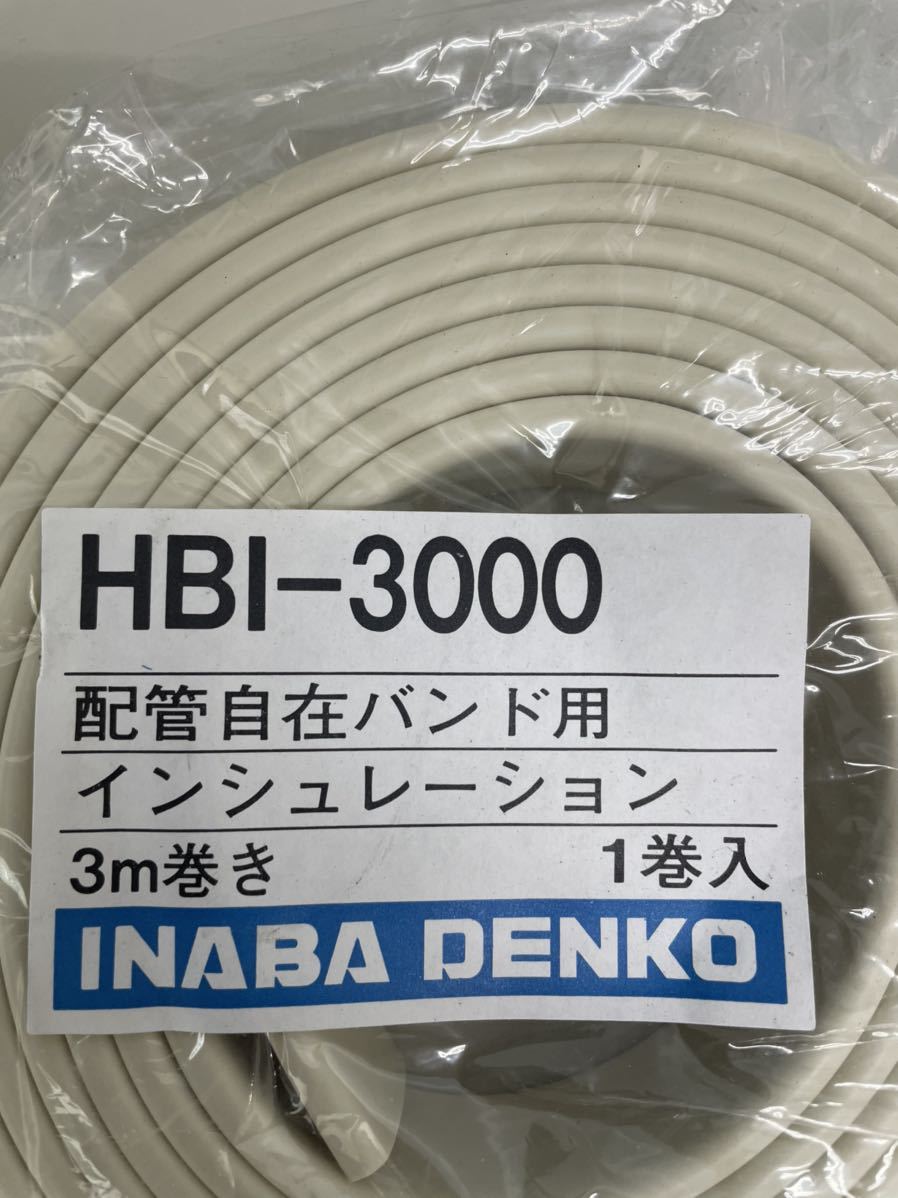 HBI-3000
配管自在バンド用
インシュレーション
3m巻き 1巻入
INABA DENKO